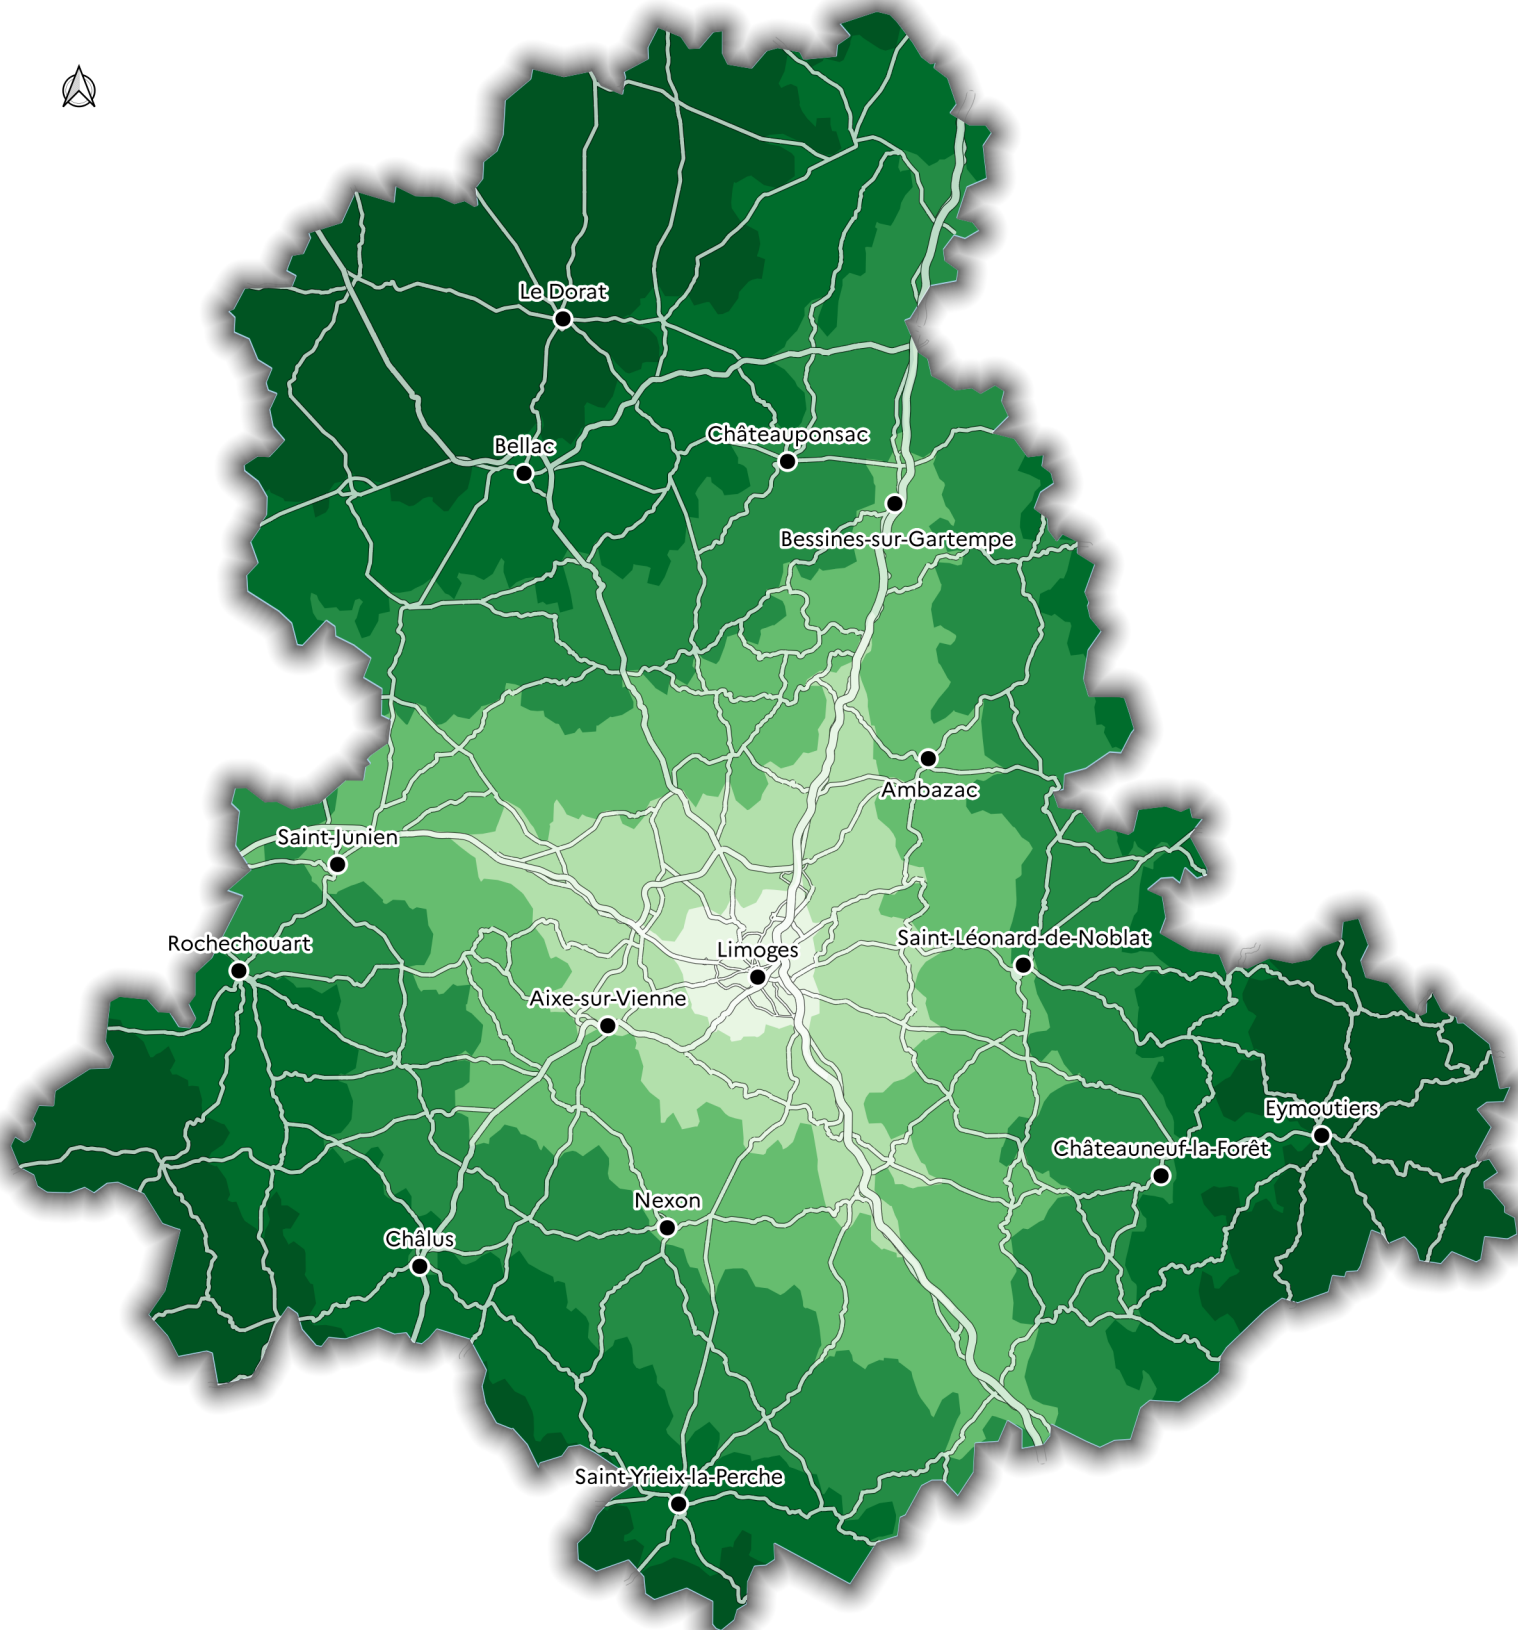 Le Dorat
Châteauponsac
Bellac
Bessines-sur-Gartempe
Ambazac
Saint-Junien
Rochechouart
Saint-Léonard-de-Noblat
Limoges
Aixe-sur-Vienne
Eymoutiers
Châteauneuf-la-Forêt
Nexon
Châlus
Saint-Yrieix-la-Perche